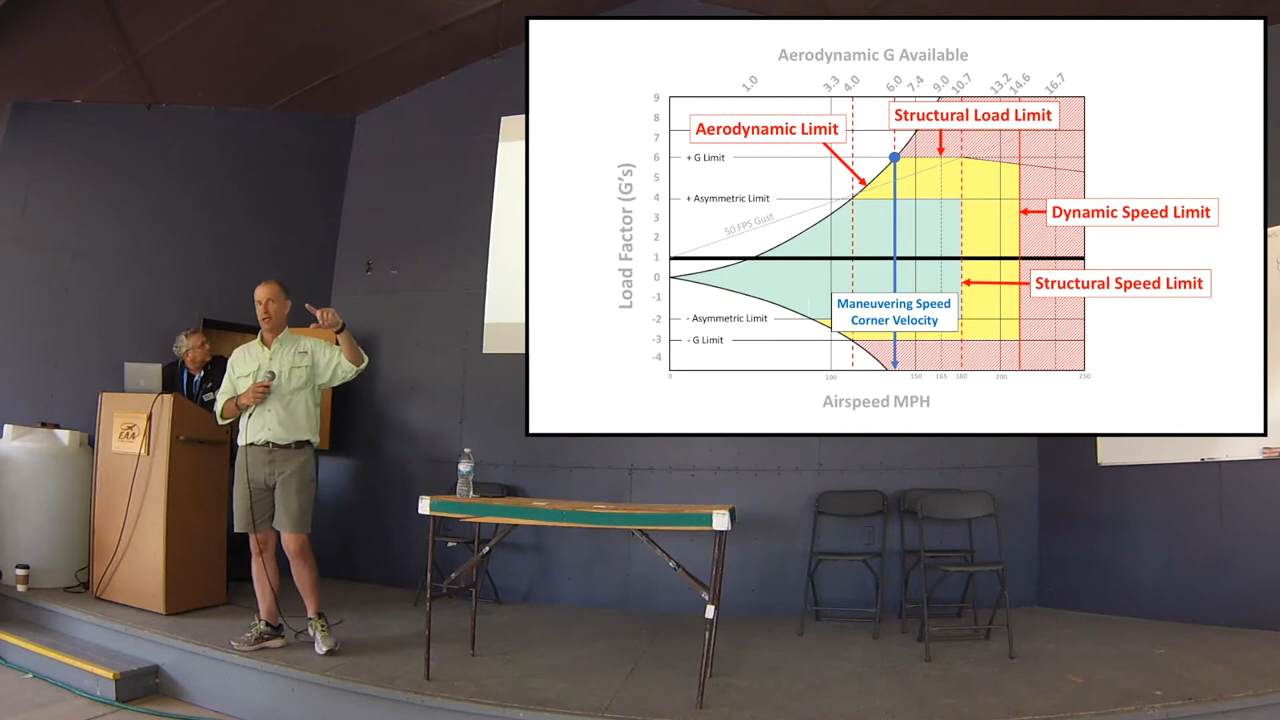 Aerodynamic G Available
1.0 3.3 4.0 6.0 7.4 9.0 10.7 13.2 14.6 16.7
9
8
7
6
5
4
3
2
1
0
-1
-2
-3
-4
Load Factor (G's)
Structural Load Limit
Aerodynamic Limit
+ G Limit
+ Asymmetric Limit
Dynamic Speed Limit
50 FPS Gust
Structural Speed Limit
Maneuvering Speed
Corner Velocity
- Asymmetric Limit
- G Limit
0 100 150 165 180 200 250
Airspeed MPH
EAA